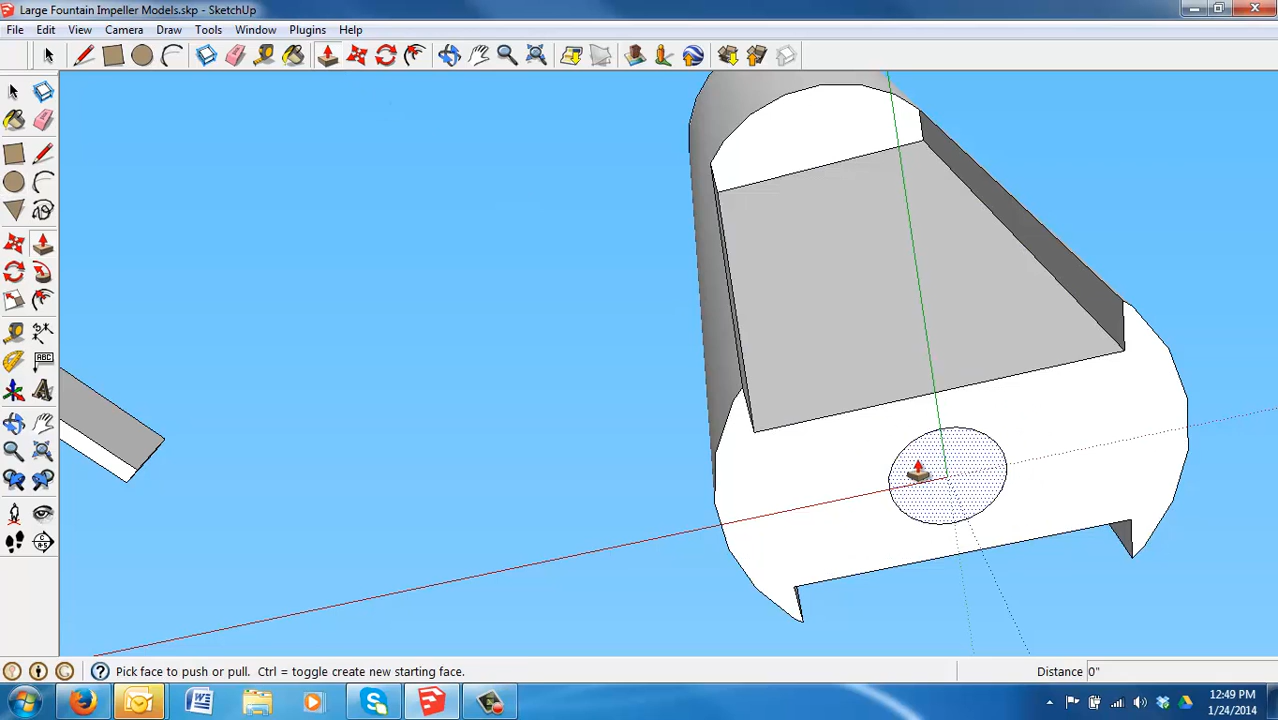 Large Fountain Impeller Models.skp - SketchUp
File Edit View Camera Draw Tools Window Plugins Help
ABC
Pick face to push or pull. Ctrl = toggle create new starting face.
Distance 0"
12:49 PM
1/24/2014